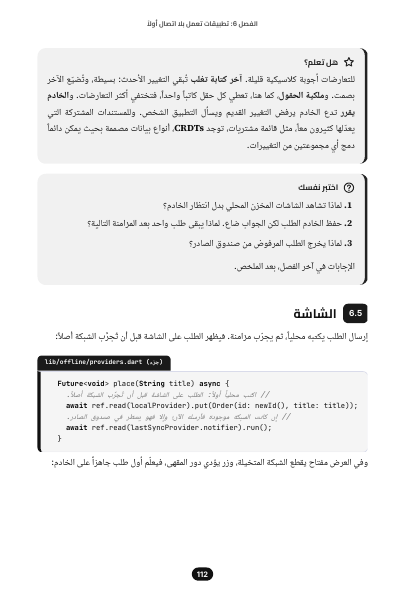 الفصل 6: تطبيقات تعمل بلا اتصال أولاً
هل تعلم؟
للتعارضات أجوبة كلاسيكية قليلة. آخر كتابة تغلب تُبقي التغيير الأحدث: بسيطة، وتُضيّع الآخر
بصمت. وملكية الحقول، كما هنا، تعطي كل حقل كاتباً واحداً، فتختفي أكثر التعارضات. والخادم
يقرر تدع الخادم يرفض التغيير القديم ويسأل التطبيق الشخص. وللمستندات المشتركة التي
يعدّلها كثيرون معاً، مثل قائمة مشتريات، توجد CRDTs، أنواع بيانات مصممة بحيث يمكن دائماً
دمج أي مجموعتين من التغييرات.
اختبر نفسك
1. لماذا تشاهد الشاشات المخزن المحلي بدل انتظار الخادم؟
2. حفظ الخادم الطلب لكن الجواب ضاع. لماذا يبقى طلب واحد بعد المزامنة التالية؟
3. لماذا يخرج الطلب المرفوض من صندوق الصادر؟
الإجابات في آخر الفصل، بعد الملخص.
6.5 الشاشة
إرسال الطلب يكتبه محلياً، ثم يجرّب مزامنة. فيظهر الطلب على الشاشة قبل أن تُجرَّب الشبكة أصلاً:
lib/offline/providers.dart (جزء)
Future<void> place(String title) async {
// اكتب محلياً أولاً: الطلب على الشاشة قبل أن تُجرَّب الشبكة أصلاً.
await ref.read(localProvider).put(Order(id: newId(), title: title));
// إن كانت الشبكة موجودة فأرسله الآن؛ وإلا فهو ينتظر في صندوق الصادر.
await ref.read(lastSyncProvider.notifier).run();
}
وفي العرض مفتاح يقطع الشبكة المتخيلة، وزر يؤدي دور المقهى، فيعلّم أول طلب جاهزاً على الخادم:
112